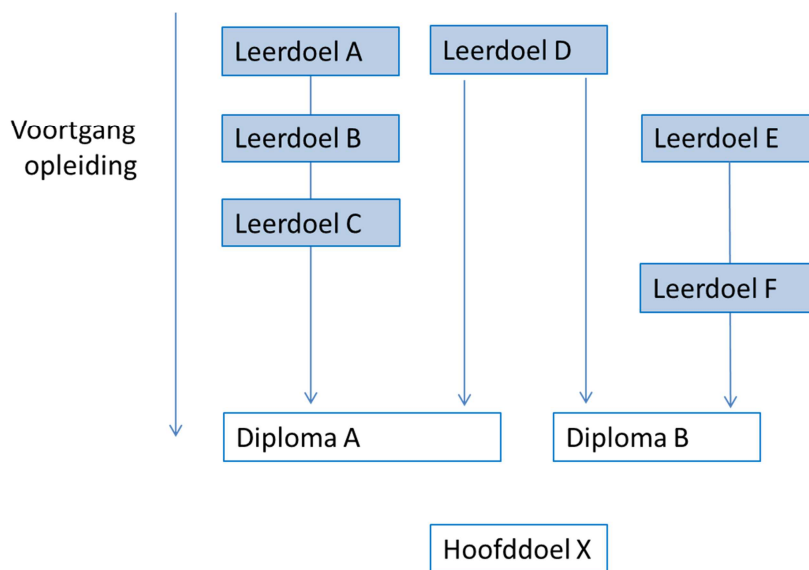 Leerdoel A
Leerdoel D
Voortgang
opleiding
Leerdoel B
Leerdoel E
Leerdoel C
Leerdoel F
Diploma A
Diploma B
Hoofddoel X